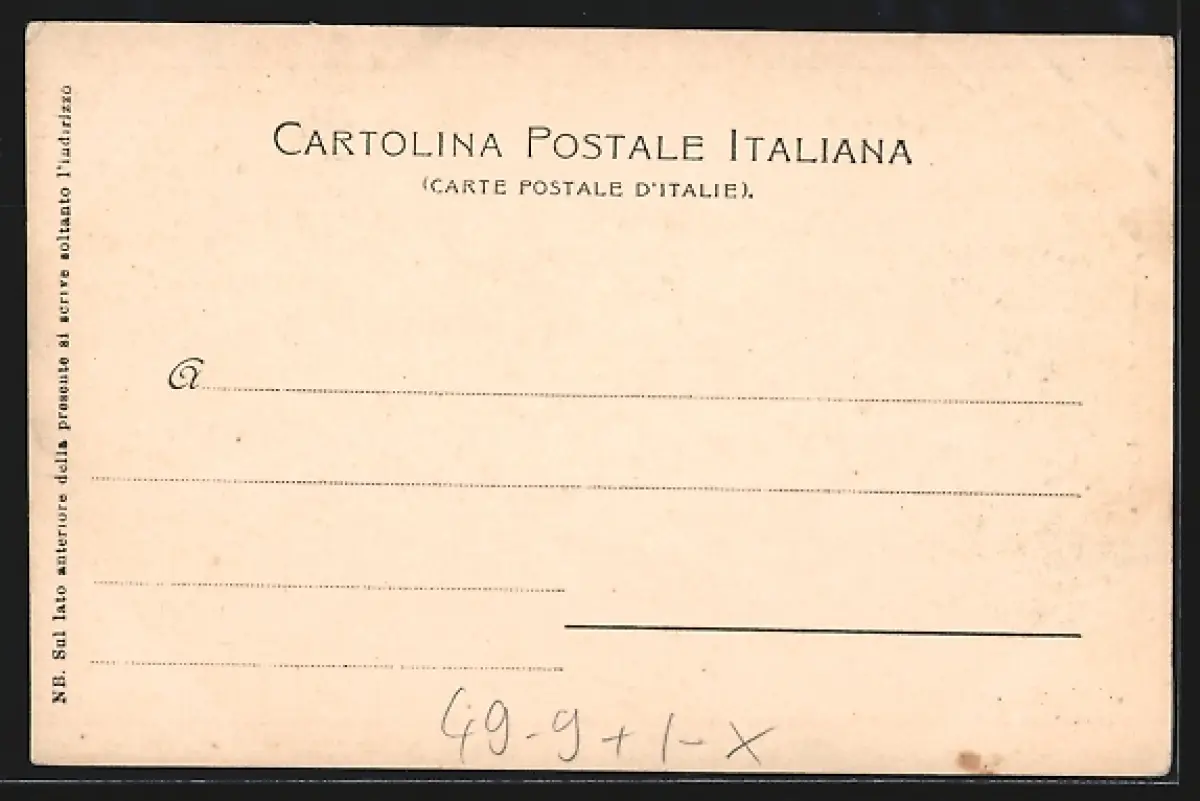 CARTOLINA POSTALE ITALIANA
(CARTE POSTALE D'ITALIE).
A
NB. Sul lato anteriore della presente si scrive soltanto l'indirizzo
49-9+1-X